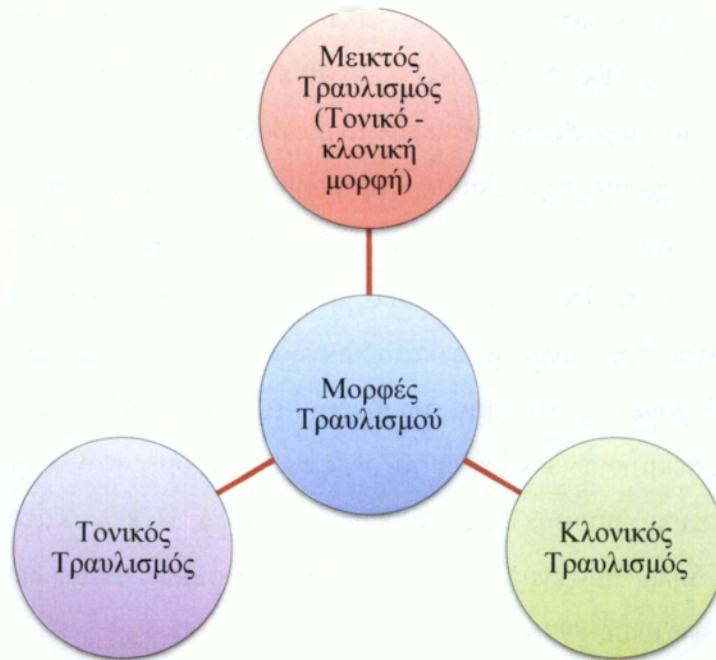 Μεικτός
Τραυλισμός
(Τονικό -
κλονική
μορφή)
Μορφές
Τραυλισμού
Τονικός
Τραυλισμός
Κλονικός
Τραυλισμός